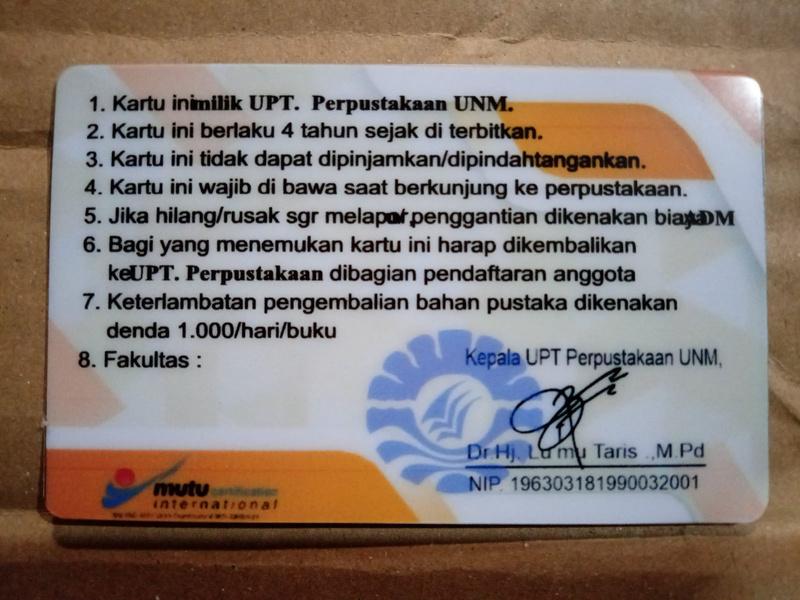 1. Kartu ini milik UPT. Perpustakaan UNM.
2. Kartu ini berlaku 4 tahun sejak di terbitkan.
3. Kartu ini tidak dapat dipinjamkan/dipindahtangankan.
4. Kartu ini wajib di bawa saat berkunjung ke perpustakaan.
5. Jika hilang/rusak sgr melapor, penggantian dikenakan biaya ADM
6. Bagi yang menemukan kartu ini harap dikembalikan
keUPT. Perpustakaan dibagian pendaftaran anggota
7. Keterlambatan pengembalian bahan pustaka dikenakan
denda 1.000/hari/buku
8. Fakultas :
Kepala UPT Perpustakaan UNM,
Dr.Hj. Lu'mu Taris .,M.Pd
NIP. 196303181990032001
mutu certification
international